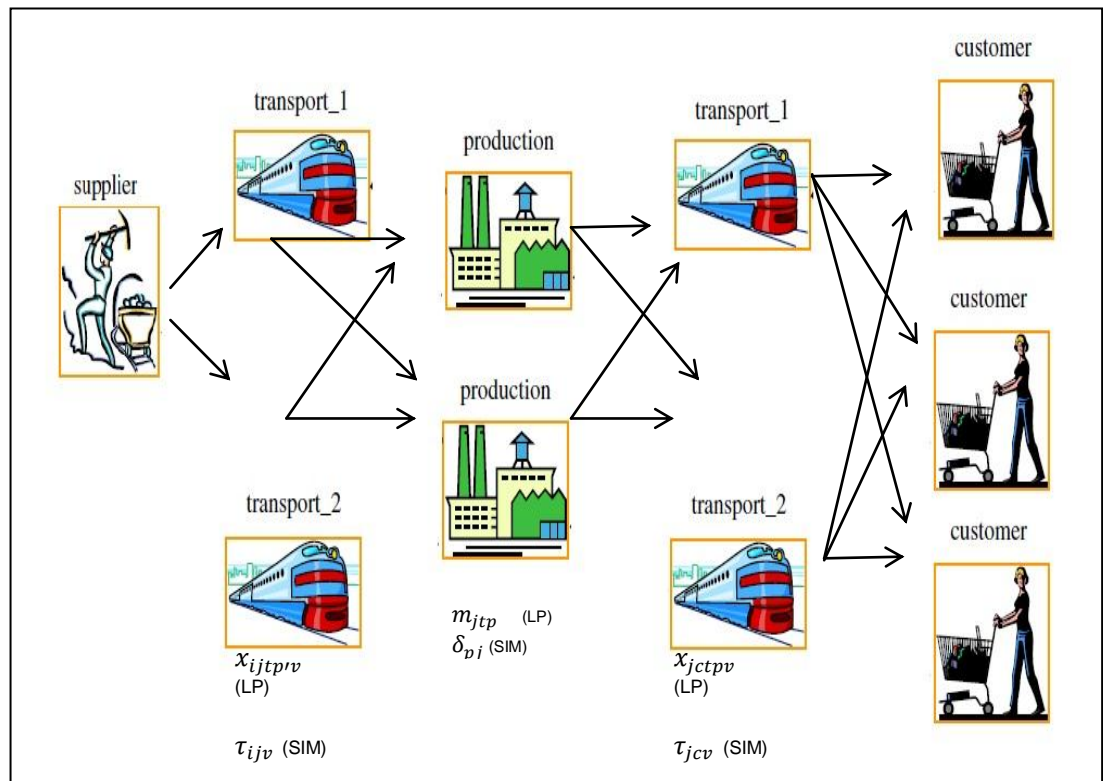 customer
transport_1
transport_1
production
supplier
customer
production
transport_2
transport_2
customer
m_jtp (LP)
δ_pj (SIM)
x_ijtp'v
(LP)
x_jctpv
(LP)
τ_ijv (SIM)
τ_jcv (SIM)